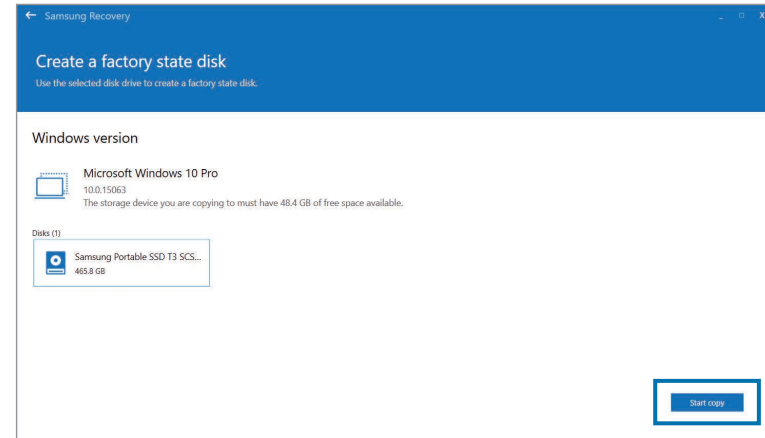 Samsung Recovery
Create a factory state disk
Use the selected disk drive to create a factory state disk.
Windows version
Microsoft Windows 10 Pro
10.0.15063
The storage device you are copying to must have 48.4 GB of free space available.
Disks (1)
Samsung Portable SSD T3 SCS...
465.8 GB
Start copy